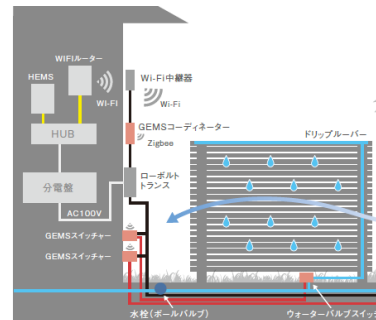 WIFIルーター
HEMS
WI-FI
HUB
分電盤
AC100V
GEMSスイッチャー
GEMSスイッチャー
Wi-Fi中継器
Wi-Fi
GEMSコーディネーター
Zigbee
ローボルト
トランス
ドリップルーバー
水栓(ボールバルブ)
ウォーターバルブスイッチ